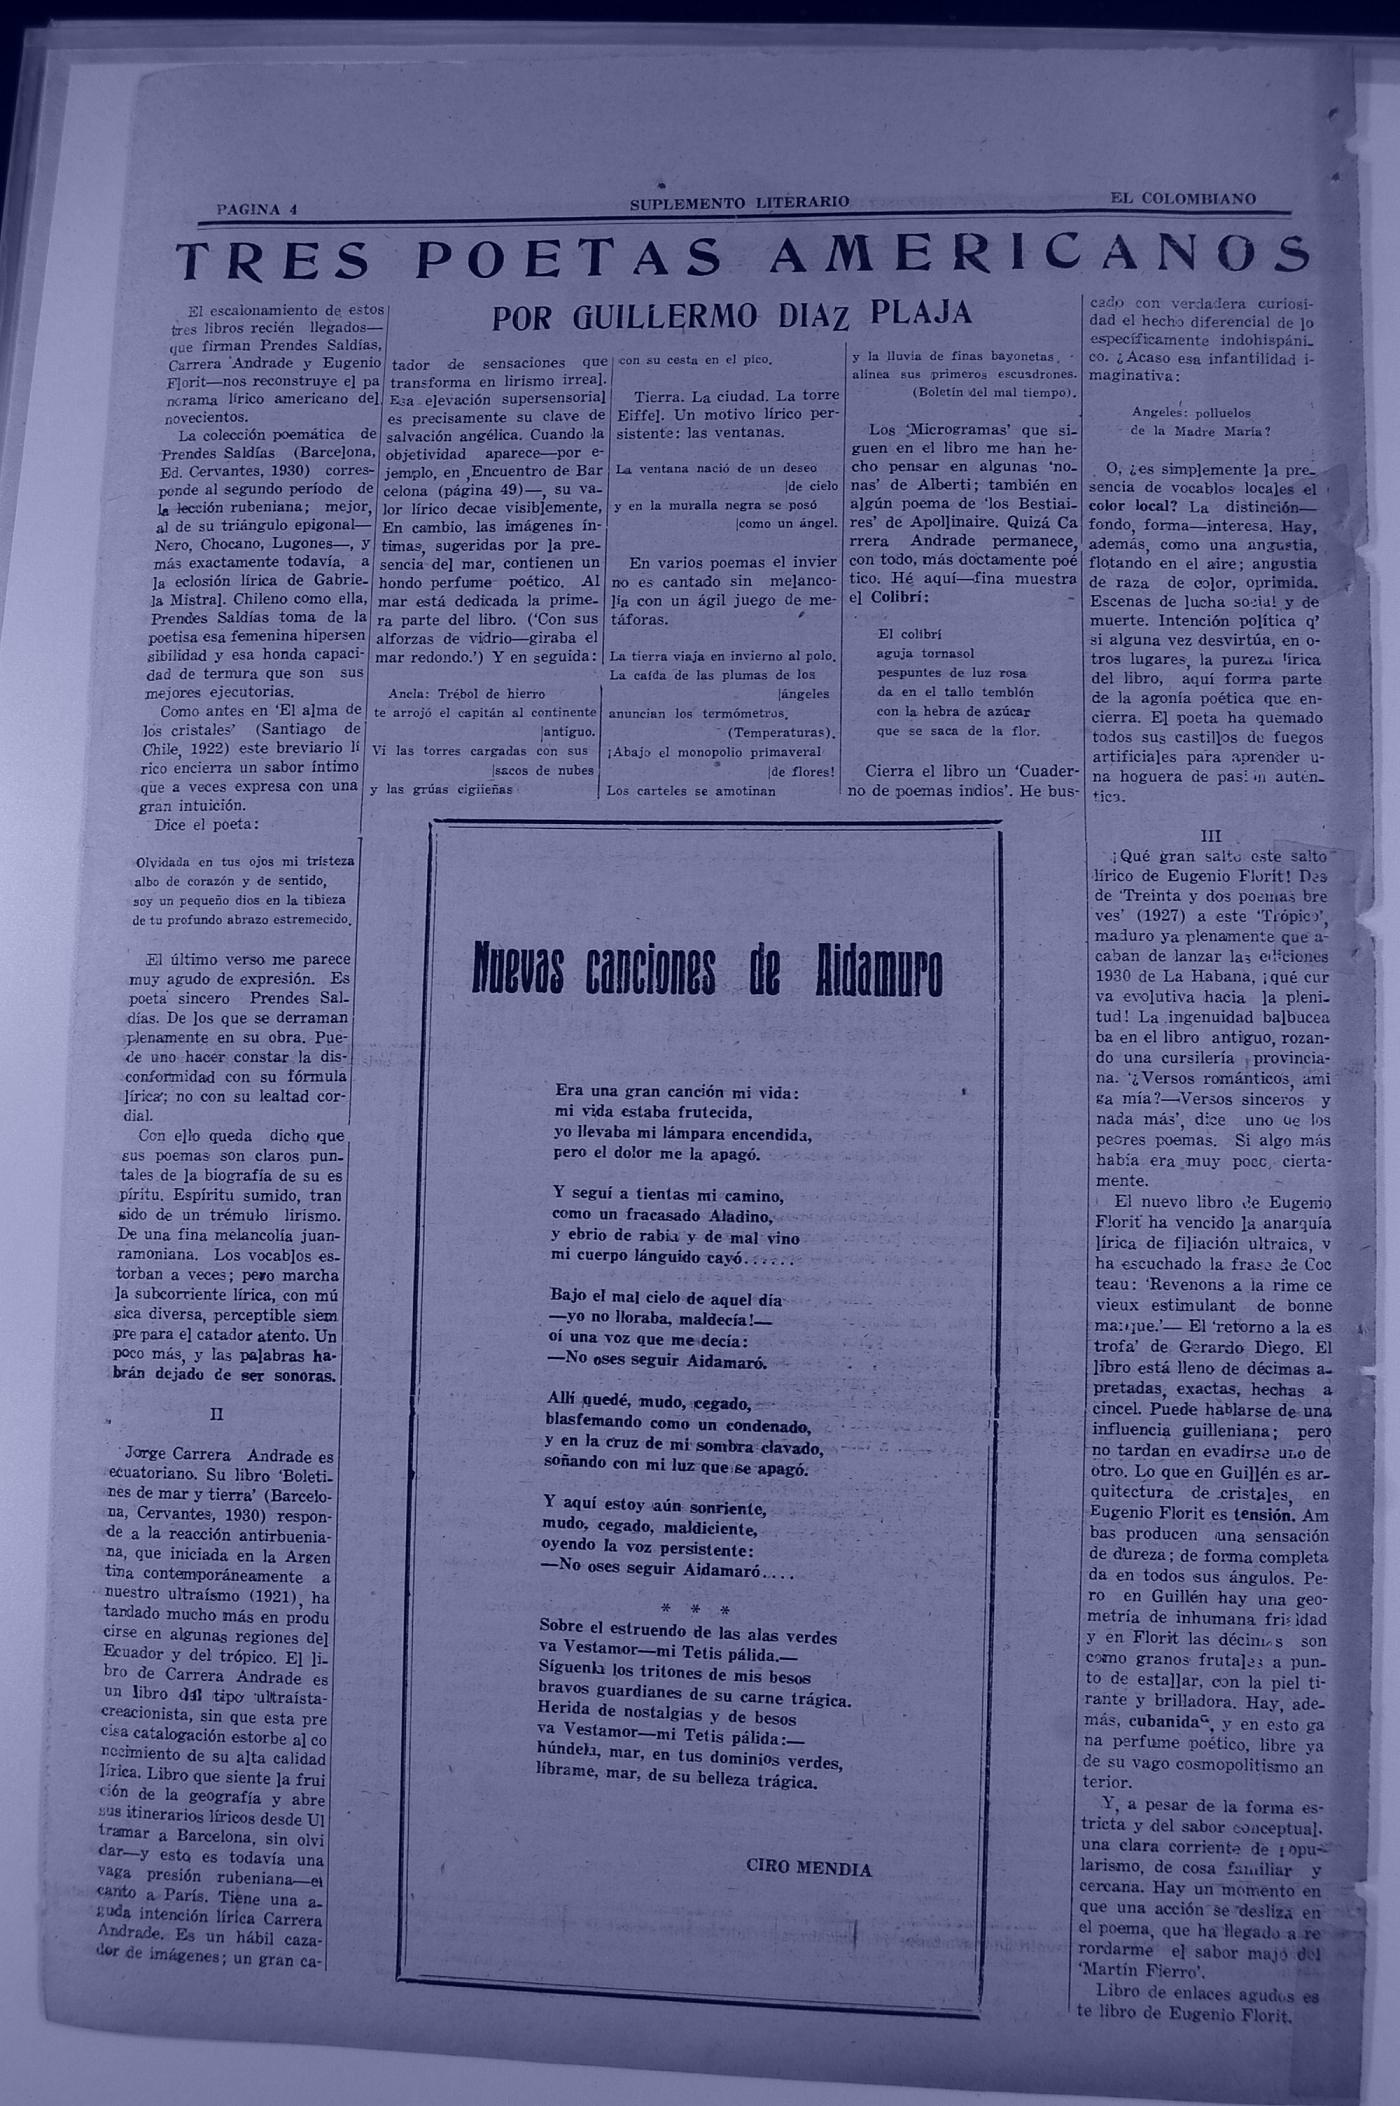 PAGINA 4
SUPLEMENTO LITERARIO
EL COLOMBIANO
TRES POETAS AMERICANOS
POR GUILLERMO DIAZ PLAJA
El escalonamiento de estos
tres libros recién llegados—
que firman Prendes Saldías,
Carrera Andrade y Eugenio
Florit—nos reconstruye el pa
norama lírico americano del
novecientos.
La colección poemática de
Prendes Saldías (Barcelona,
Ed. Cervantes, 1930) corres-
ponde al segundo período de
la lección rubeniana; mejor,
al de su triángulo epigonal—
Nero, Chocano, Lugones—, y
más exactamente todavía, a
la eclosión lírica de Gabrie-
la Mistral. Chileno como ella,
Prendes Saldías toma de la
poetisa esa femenina hipersen
sibilidad y esa honda capaci-
dad de ternura que son sus
mejores ejecutorias.
Como antes en 'El alma de
los cristales' (Santiago de
Chile, 1922) este breviario lí
rico encierra un sabor íntimo
que a veces expresa con una
gran intuición.
Dice el poeta:
Olvidada en tus ojos mi tristeza
albo de corazón y de sentido,
soy un pequeño dios en la tibieza
de tu profundo abrazo estremecido.
El último verso me parece
muy agudo de expresión. Es
poeta sincero Prendes Sal-
días. De los que se derraman
plenamente en su obra. Pue-
de uno hacer constar la dis-
conformidad con su fórmula
lírica; no con su lealtad cor-
dial.
Con ello queda dicho que
sus poemas son claros pun-
tales de la biografía de su es
píritu. Espíritu sumido, tran
sido de un trémulo lirismo.
De una fina melancolía juan-
ramoniana. Los vocablos es-
torban a veces; pero marcha
la subcorriente lírica, con mú
sica diversa, perceptible siem
pre para el catador atento. Un
poco más, y las palabras ha-
brán dejado de ser sonoras.
II
Jorge Carrera Andrade es
ecuatoriano. Su libro 'Boleti-
nes de mar y tierra' (Barcelo-
na, Cervantes, 1930) respon-
de a la reacción antirbuenia-
na, que iniciada en la Argen
tina contemporáneamente a
nuestro ultraísmo (1921), ha
tardado mucho más en produ
cirse en algunas regiones del
Ecuador y del trópico. El li-
bro de Carrera Andrade es
un libro del tipo ultraísta-
creacionista, sin que esta pre
cisa catalogación estorbe al co
nocimiento de su alta calidad
lírica. Libro que siente la frui
ción de la geografía y abre
sus itinerarios líricos desde Ul
tramar a Barcelona, sin olvi
dar—y esto es todavía una
vaga presión rubeniana—el
canto a París. Tiene una a-
guda intención lírica Carrera
Andrade. Es un hábil caza-
dor de imágenes; un gran ca-
tador de sensaciones que
transforma en lirismo irreal.
Esa elevación supersensorial
es precisamente su clave de
salvación angélica. Cuando la
objetividad aparece—por e-
jemplo, en ,Encuentro de Bar
celona (página 49)—, su va-
lor lírico decae visiblemente,
En cambio, las imágenes ín-
timas, sugeridas por la pre-
sencia del mar, contienen un
hondo perfume poético. Al
mar está dedicada la prime-
ra parte del libro. ('Con sus
alforzas de vidrio—giraba el
mar redondo.') Y en seguida:
Ancla: Trébol de hierro
te arrojó el capitán al continente
|antiguo.
Vi las torres cargadas con sus
|sacos de nubes
y las grúas cigüeñas
con su cesta en el pico.
Tierra. La ciudad. La torre
Eiffel. Un motivo lírico per-
sistente: las ventanas.
La ventana nació de un deseo
|de cielo
y en la muralla negra se posó
|como un ángel.
En varios poemas el invier
no es cantado sin melanco-
lía con un ágil juego de me-
táforas.
La tierra viaja en invierno al polo.
La caída de las plumas de los
|ángeles
anuncian los termómetros.
(Temperaturas).
¡Abajo el monopolio primaveral
|de flores!
Los carteles se amotinan
y la lluvia de finas bayonetas.
alinea sus primeros escuadrones.
(Boletín del mal tiempo).
Los 'Microgramas' que si-
guen en el libro me han he-
cho pensar en algunas 'no-
nas' de Alberti; también en
algún poema de 'los Bestiai-
res' de Apollinaire. Quizá Ca
rrera Andrade permanece,
con todo, más doctamente poé
tico. Hé aquí—fina muestra
el Colibrí:
El colibrí
aguja tornasol
pespuntes de luz rosa
da en el tallo temblón
con la hebra de azúcar
que se saca de la flor.
Cierra el libro un 'Cuader-
no de poemas indios'. He bus-
cado con verdadera curiosi-
dad el hecho diferencial de lo
específicamente indohispáni-
co. ¿Acaso esa infantilidad i-
maginativa:
Angeles: polluelos
de la Madre María?
O, ¿es simplemente la pre-
sencia de vocablos locales el
color local? La distinción—
fondo, forma—interesa. Hay,
además, como una angustia,
flotando en el aire; angustia
de raza de color, oprimida.
Escenas de lucha social y de
muerte. Intención política q'
si alguna vez desvirtúa, en o-
tros lugares, la pureza lírica
del libro, aquí forma parte
de la agonía poética que en-
cierra. El poeta ha quemado
todos sus castillos de fuegos
artificiales para aprender u-
na hoguera de pasión autén-
tica.
III
¡Qué gran salto este salto
lírico de Eugenio Florit! Des
de 'Treinta y dos poemas bre
ves' (1927) a este 'Trópico',
maduro ya plenamente que a-
caban de lanzar las ediciones
1930 de La Habana, ¡qué cur
va evolutiva hacia la pleni-
tud! La ingenuidad balbucea
ba en el libro antiguo, rozan-
do una cursilería provincia-
na. '¿Versos románticos, ami
ga mía?—Versos sinceros y
nada más', dice uno de los
peores poemas. Si algo más
había era muy poco, cierta-
mente.
El nuevo libro de Eugenio
Florit ha vencido la anarquía
lírica de filiación ultraica, y
ha escuchado la frase de Coc
teau: 'Revenons a la rime ce
vieux estimulant de bonne
marque.'— El 'retorno a la es
trofa' de Gerardo Diego. El
libro está lleno de décimas a-
pretadas, exactas, hechas a
cincel. Puede hablarse de una
influencia guilleniana; pero
no tardan en evadirse uno de
otro. Lo que en Guillén es ar-
quitectura de cristales, en
Eugenio Florit es tensión. Am
bas producen una sensación
de dureza; de forma completa
da en todos sus ángulos. Pe-
ro en Guillén hay una geo-
metría de inhumana frialdad
y en Florit las décimas son
como granos frutales a pun-
to de estallar, con la piel ti-
rante y brilladora. Hay, ade-
más, cubanidad, y en esto ga
na perfume poético, libre ya
de su vago cosmopolitismo an
terior.
Y, a pesar de la forma es-
tricta y del sabor conceptual.
una clara corriente de popu-
larismo, de cosa familiar y
cercana. Hay un momento en
que una acción se desliza en
el poema, que ha llegado a re
rordarme el sabor majo del
'Martín Fierro'.
Libro de enlaces agudos es
te libro de Eugenio Florit.
Nuevas canciones de Aidamuro
Era una gran canción mi vida:
mi vida estaba frutecida,
yo llevaba mi lámpara encendida,
pero el dolor me la apagó.
Y seguí a tientas mi camino,
como un fracasado Aladino,
y ebrio de rabia y de mal vino
mi cuerpo lánguido cayó......
Bajo el mal cielo de aquel día
—yo no lloraba, maldecía!—
oí una voz que me decía:
—No oses seguir Aidamaró.
Allí quedé, mudo, cegado,
blasfemando como un condenado,
y en la cruz de mi sombra clavado,
soñando con mi luz que se apagó.
Y aquí estoy aún sonriente,
mudo, cegado, maldiciente,
oyendo la voz persistente:
—No oses seguir Aidamaró....
* * *
Sobre el estruendo de las alas verdes
va Vestamor—mi Tetis pálida.—
Síguenla los tritones de mis besos
bravos guardianes de su carne trágica.
Herida de nostalgias y de besos
va Vestamor—mi Tetis pálida:—
húndela, mar, en tus dominios verdes,
líbrame, mar, de su belleza trágica.
CIRO MENDIA